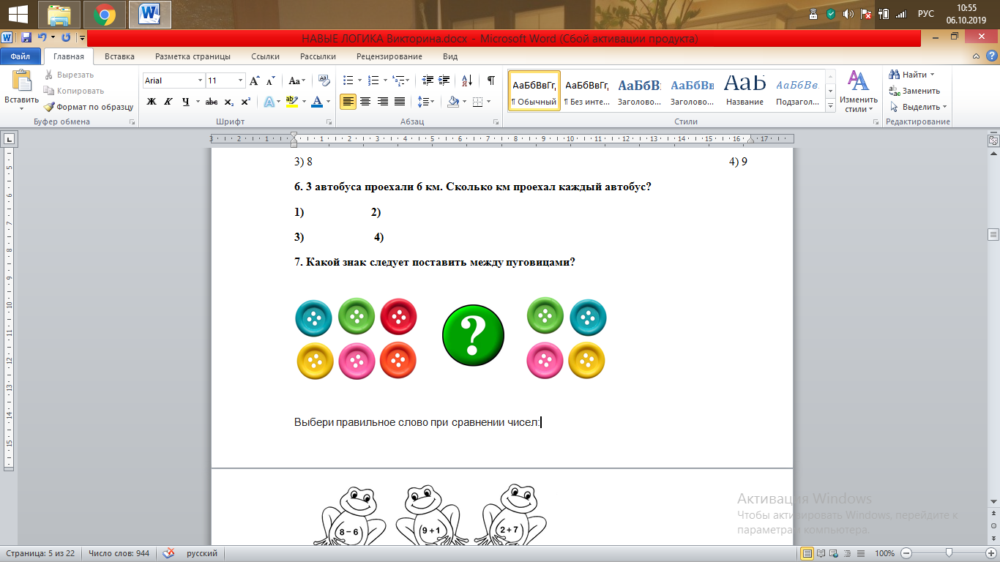 РУС
10:55
06.10.2019
НАВЫЕ ЛОГИКА Викторина.docx - Microsoft Word (Сбой активации продукта)
Файл Главная Вставка Разметка страницы Ссылки Рассылки Рецензирование Вид
Вставить
Вырезать
Копировать
Формат по образцу
Буфер обмена
Arial 11
Ж К Ч abc x₂ x²
Шрифт
Абзац
АаБбВвГг, АаБбВвГг, АаБбВ АаБбВв АаБ АаБбВв
¶ Обычный ¶ Без инте... Заголово... Заголово... Название Подзагол...
Стили
Изменить стили
Найти
Заменить
Выделить
Редактирование
3 2 1 1 2 3 4 5 6 7 8 9 10 11 12 13 14 15 16 17
3) 8 4) 9
6. 3 автобуса проехали 6 км. Сколько км проехал каждый автобус?
1) 2)
3) 4)
7. Какой знак следует поставить между пуговицами?
?
Выбери правильное слово при сравнении чисел:
8 – 6 9 + 1 2 + 7
Активация Windows
Чтобы активировать Windows, перейдите к
параметрам компьютера.
Страница: 5 из 22 Число слов: 944 русский 100%